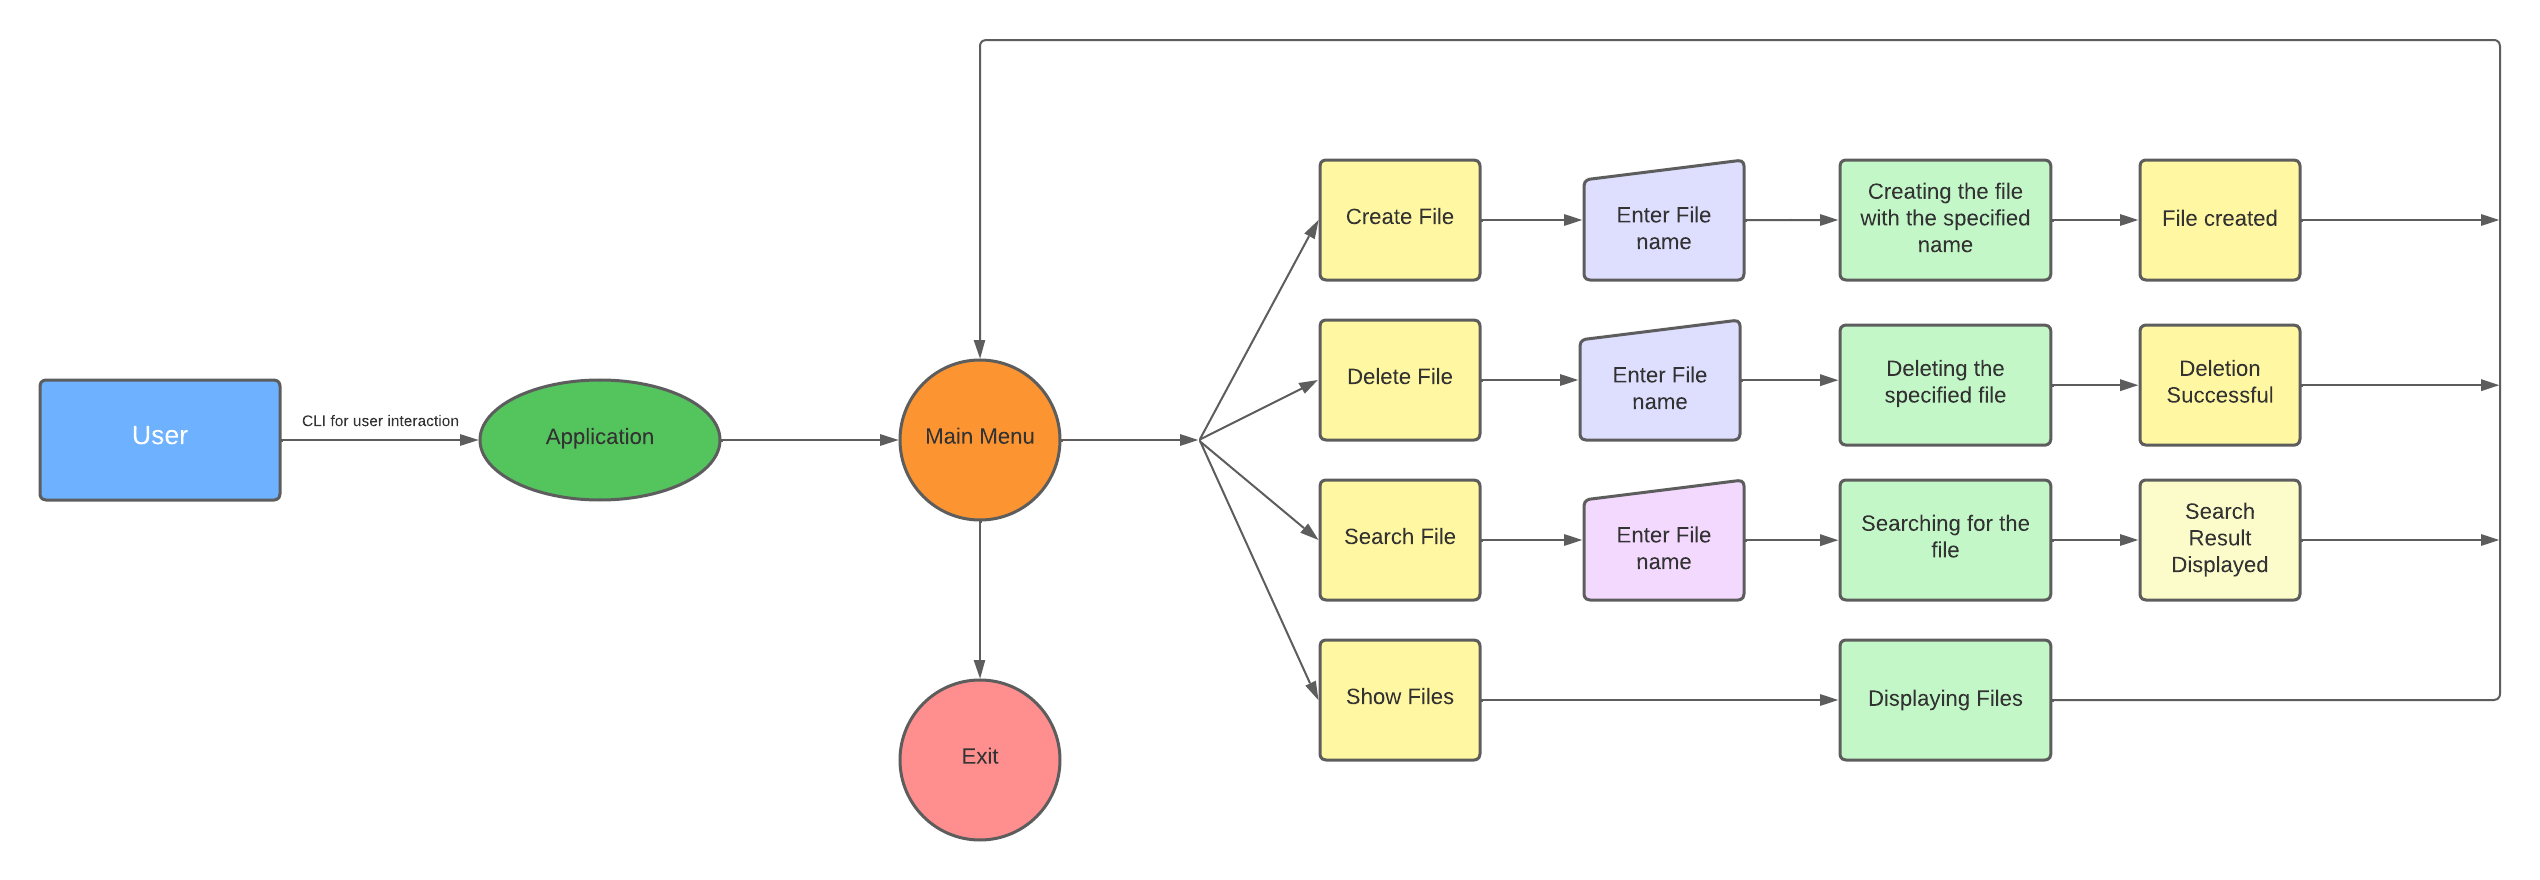 User
CLI for user interaction
Application
Main Menu
Exit
Create File
Enter File
name
Creating the file
with the specified
name
File created
Delete File
Enter File
name
Deleting the
specified file
Deletion
Successful
Search File
Enter File
name
Searching for the
file
Search
Result
Displayed
Show Files
Displaying Files